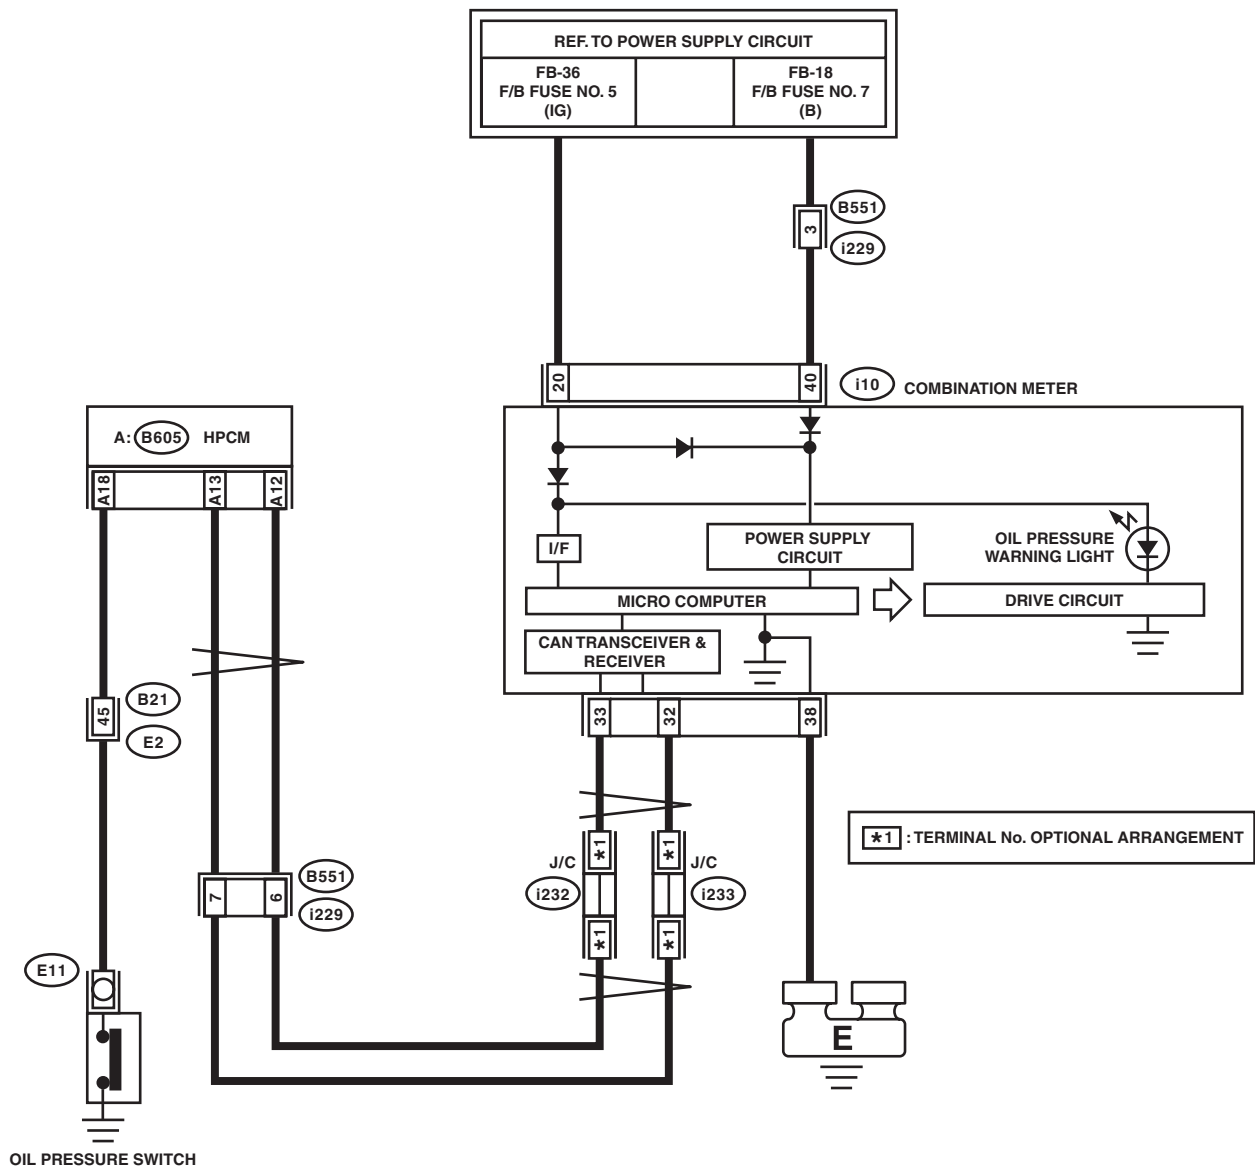 REF. TO POWER SUPPLY CIRCUIT
FB-36
F/B FUSE NO. 5
(IG)
FB-18
F/B FUSE NO. 7
(B)
3
B551
i229
20
40
i10
COMBINATION METER
A: B605 HPCM
A18
A13
A12
I/F
POWER SUPPLY
CIRCUIT
OIL PRESSURE
WARNING LIGHT
MICRO COMPUTER
DRIVE CIRCUIT
CAN TRANSCEIVER &
RECEIVER
33
32
38
45
B21
E2
*1
*1
J/C
J/C
i232
i233
*1
*1
*1 : TERMINAL No. OPTIONAL ARRANGEMENT
7
6
B551
i229
E11
E
OIL PRESSURE SWITCH